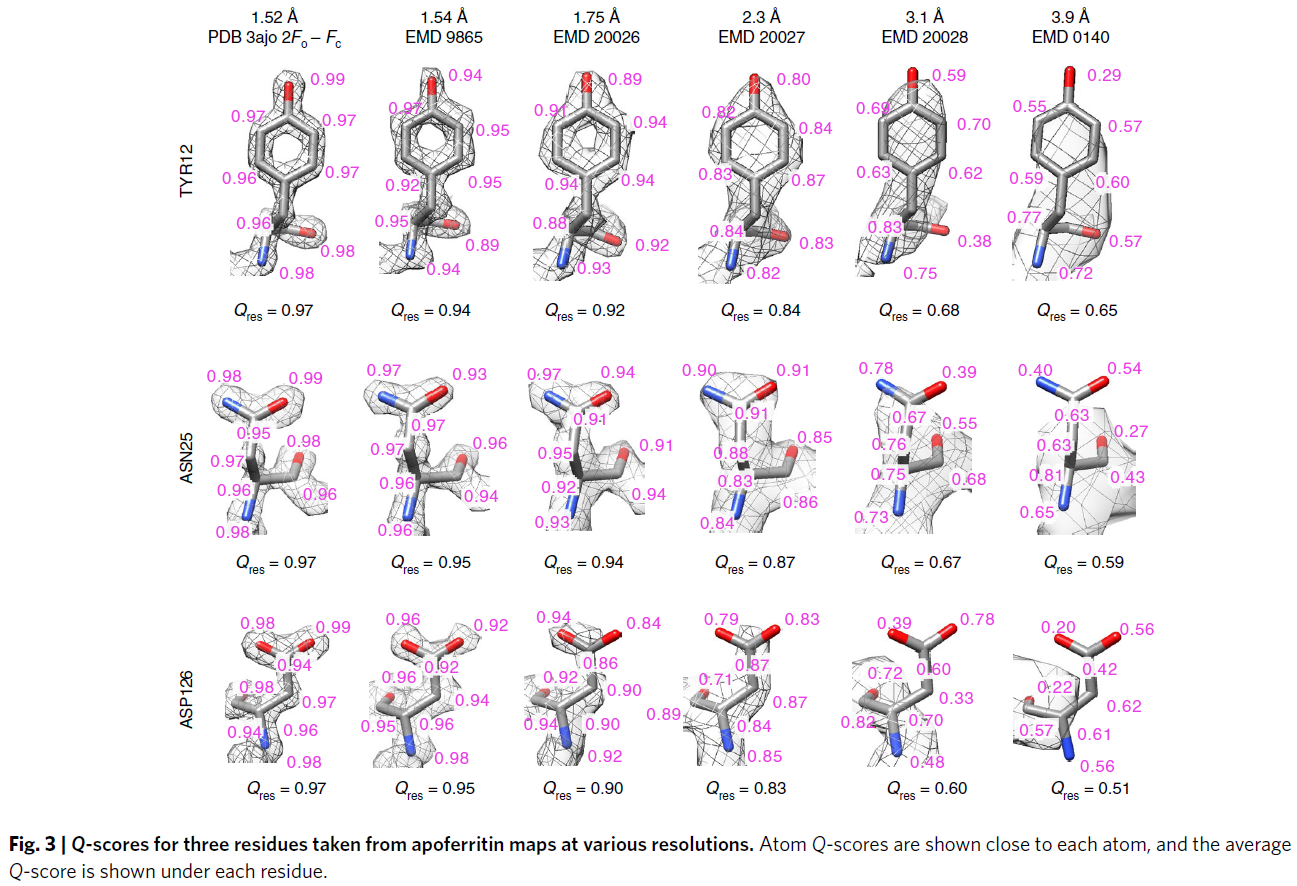 1.52 Å 1.54 Å 1.75 Å 2.3 Å 3.1 Å 3.9 Å
PDB 3ajo 2Fo – Fc EMD 9865 EMD 20026 EMD 20027 EMD 20028 EMD 0140
TYR12
0.99 0.97 0.97 0.96 0.97 0.96 0.98 0.98
0.94 0.97 0.95 0.92 0.95 0.95 0.89 0.94
0.89 0.91 0.94 0.94 0.94 0.88 0.92 0.93
0.80 0.82 0.84 0.83 0.87 0.84 0.83 0.82
0.59 0.69 0.70 0.63 0.62 0.83 0.38 0.75
0.29 0.55 0.57 0.59 0.60 0.77 0.57 0.72
Qres = 0.97 Qres = 0.94 Qres = 0.92 Qres = 0.84 Qres = 0.68 Qres = 0.65
ASN25
0.98 0.99 0.95 0.98 0.97 0.96 0.96 0.98
0.97 0.93 0.97 0.96 0.97 0.96 0.94 0.96
0.97 0.94 0.91 0.91 0.95 0.92 0.94 0.93
0.90 0.91 0.91 0.85 0.88 0.83 0.86 0.84
0.78 0.39 0.67 0.55 0.76 0.75 0.68 0.73
0.40 0.54 0.63 0.27 0.63 0.81 0.43 0.65
Qres = 0.97 Qres = 0.95 Qres = 0.94 Qres = 0.87 Qres = 0.67 Qres = 0.59
ASP126
0.98 0.99 0.94 0.98 0.97 0.94 0.96 0.98
0.96 0.92 0.92 0.96 0.94 0.95 0.96 0.98
0.94 0.84 0.86 0.92 0.90 0.94 0.90 0.92
0.79 0.83 0.87 0.71 0.87 0.89 0.84 0.85
0.39 0.78 0.60 0.72 0.33 0.82 0.70 0.48
0.20 0.56 0.42 0.22 0.62 0.57 0.61 0.56
Qres = 0.97 Qres = 0.95 Qres = 0.90 Qres = 0.83 Qres = 0.60 Qres = 0.51
Fig. 3 | Q-scores for three residues taken from apoferritin maps at various resolutions. Atom Q-scores are shown close to each atom, and the average
Q-score is shown under each residue.